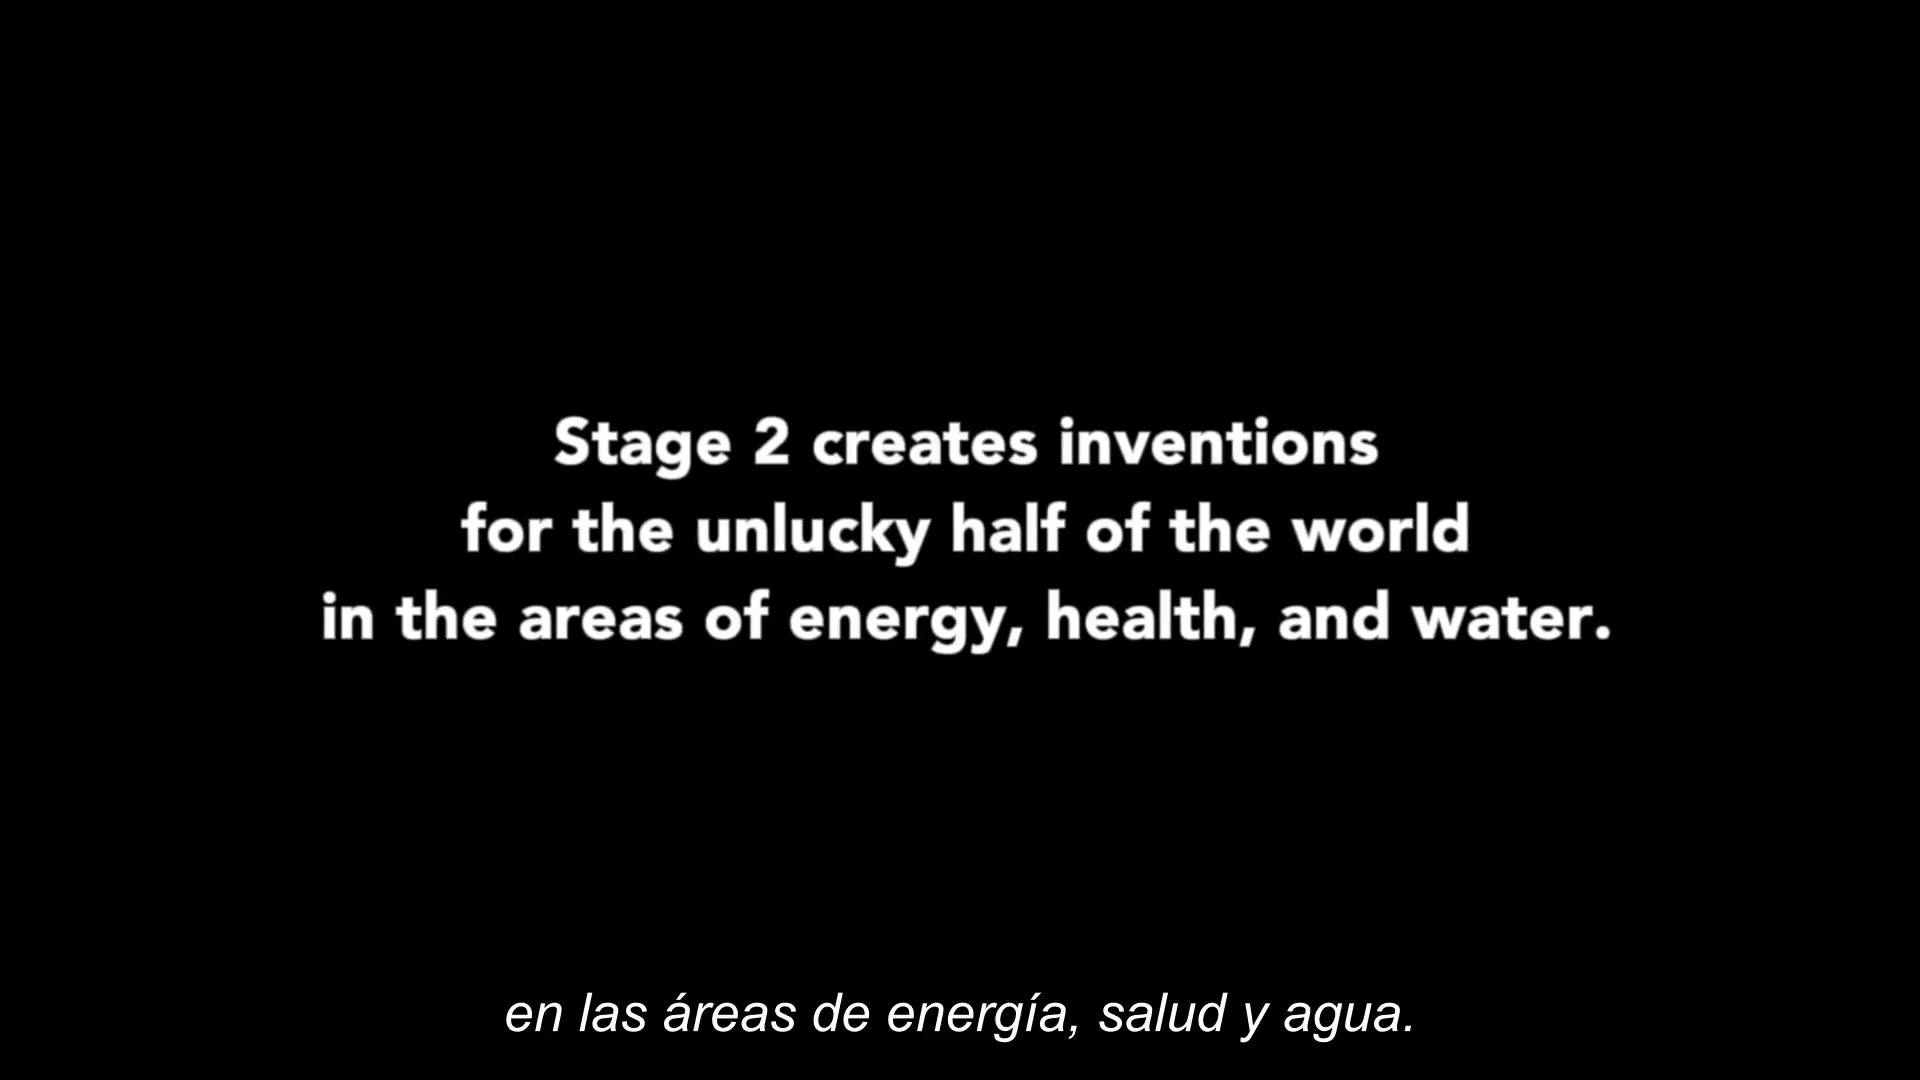 Stage 2 creates inventions
for the unlucky half of the world
in the areas of energy, health, and water.
en las áreas de energía, salud y agua.